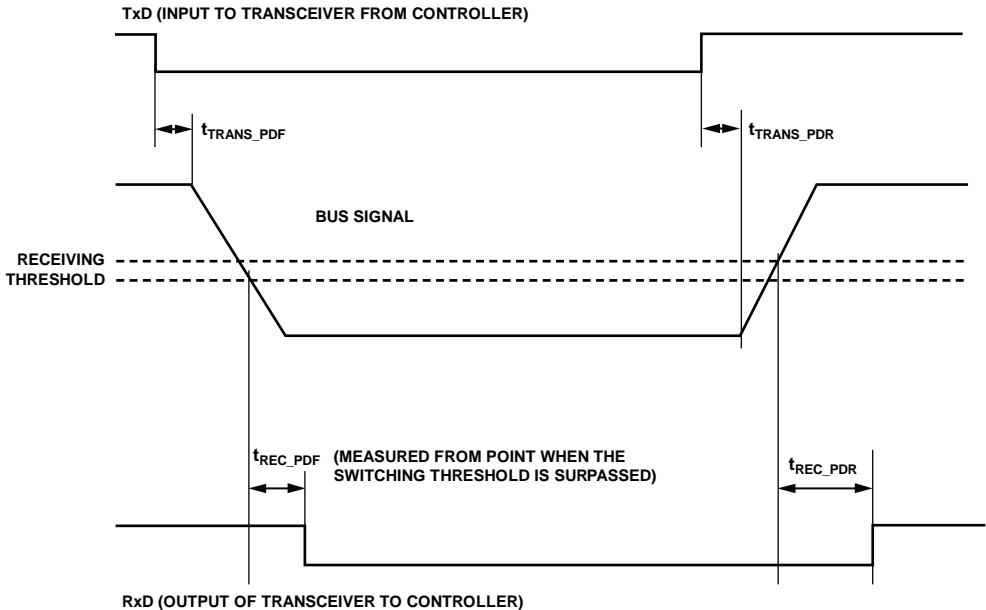 TxD (INPUT TO TRANSCEIVER FROM CONTROLLER)
tTRANS_PDF
tTRANS_PDR
BUS SIGNAL
RECEIVING
THRESHOLD
tREC_PDF (MEASURED FROM POINT WHEN THE
SWITCHING THRESHOLD IS SURPASSED)
tREC_PDR
RxD (OUTPUT OF TRANSCEIVER TO CONTROLLER)